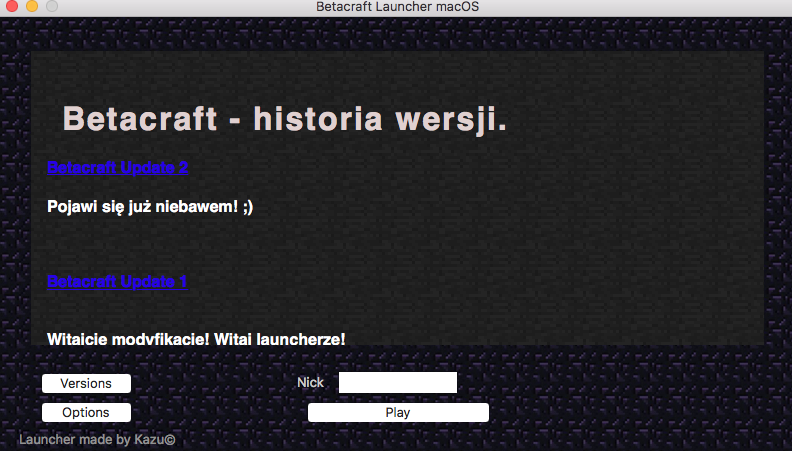 Betacraft Launcher macOS
Betacraft - historia wersji.
Betacraft Update 2
Pojawi się już niebawem! ;)
Betacraft Update 1
Witajcie modyfikacje! Witaj launcherze!
Versions
Nick
Options
Play
Launcher made by Kazu©